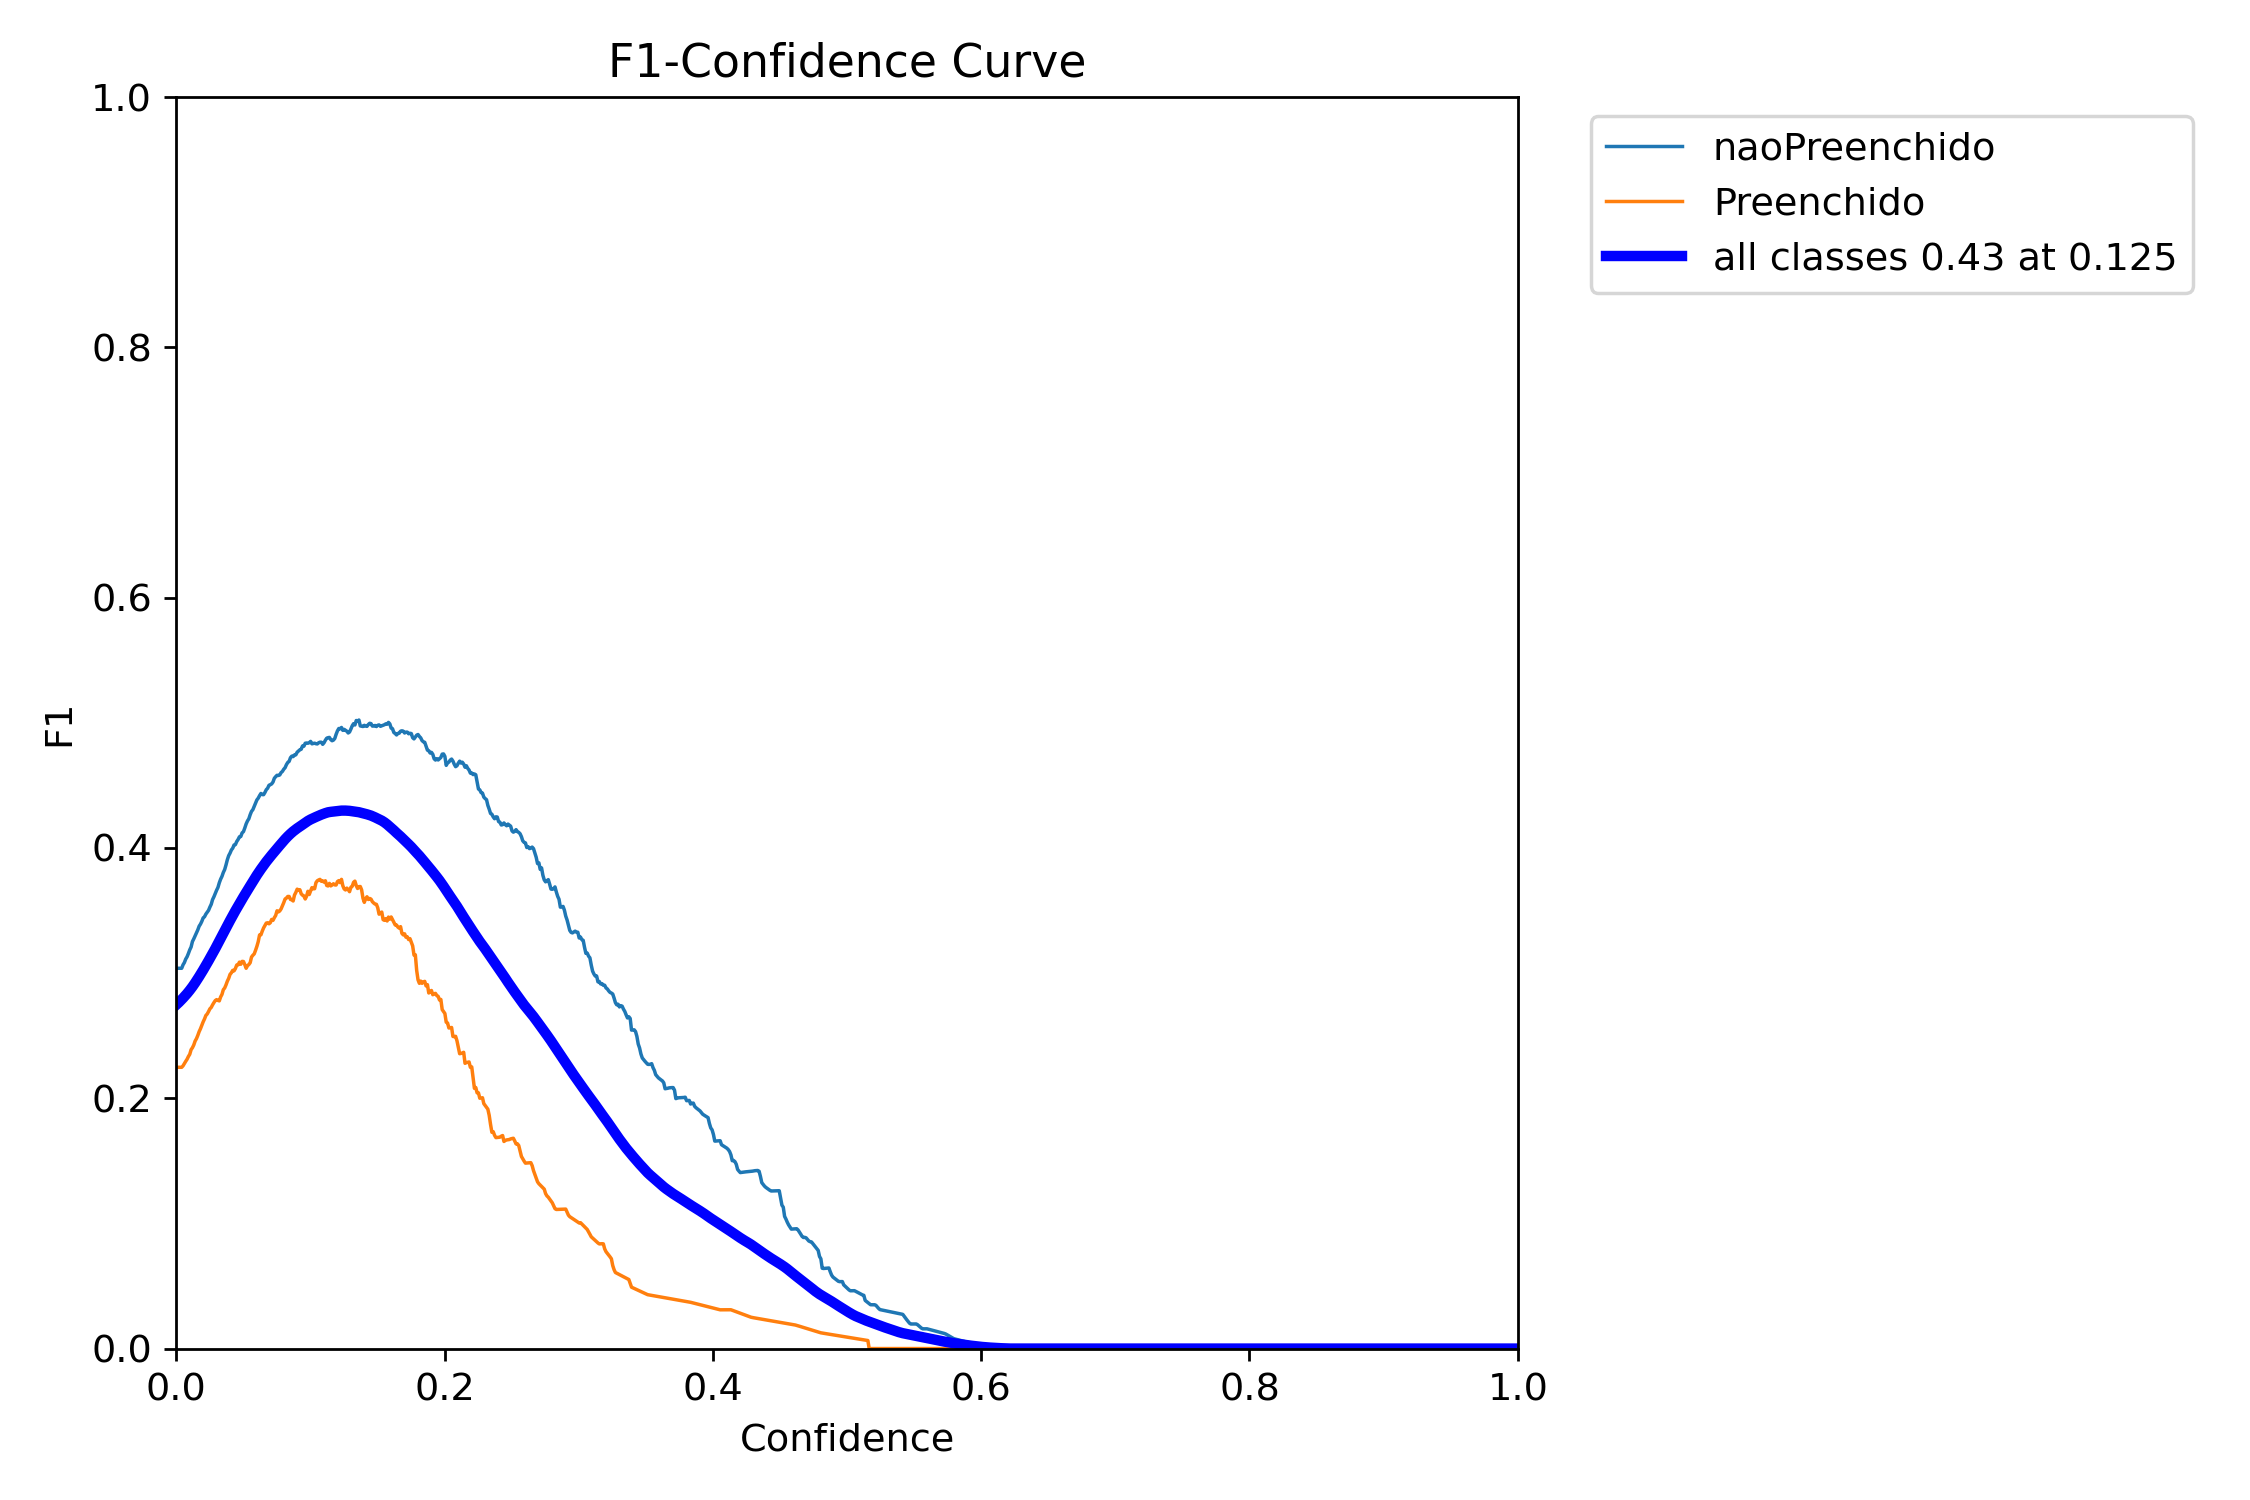 F1-Confidence Curve
1.0
0.8
0.6
0.4
0.2
0.0
F1
0.0 0.2 0.4 0.6 0.8 1.0
Confidence
naoPreenchido
Preenchido
all classes 0.43 at 0.125